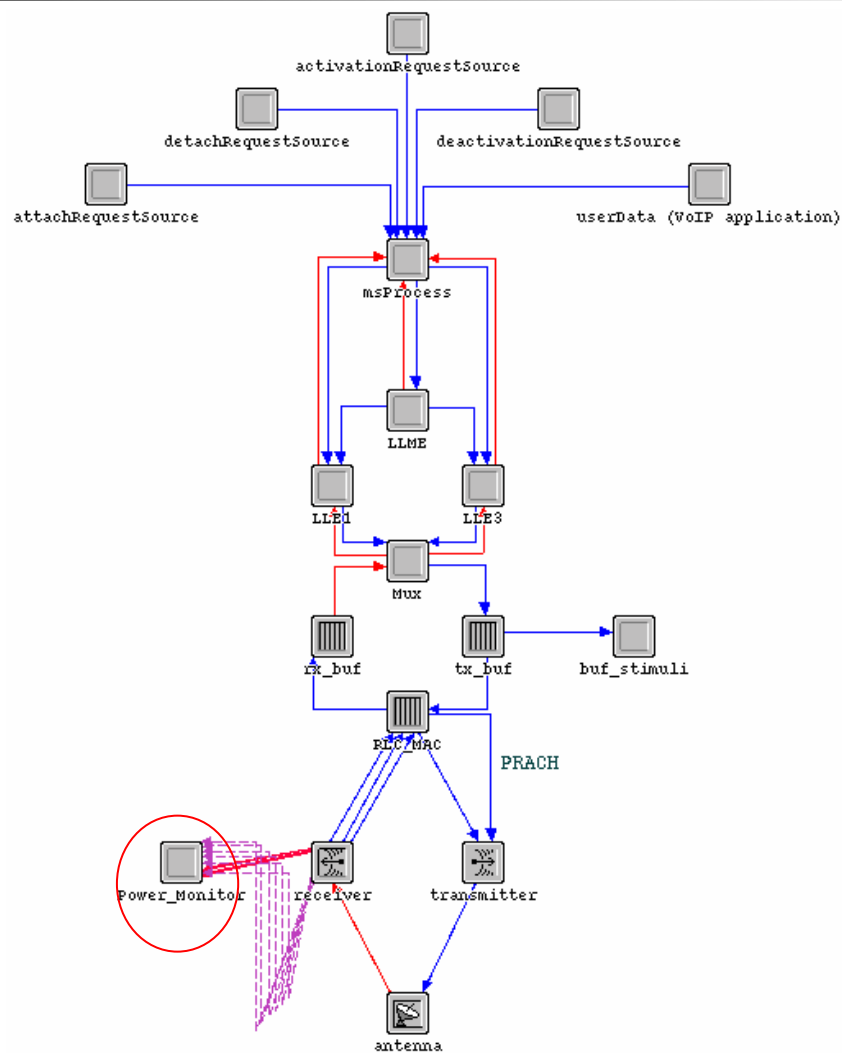 activationRequestSource
detachRequestSource
deactivationRequestSource
attachRequestSource
userData (VoIP application)
msProcess
LLME
LLE1
LLE3
Mux
rx_buf
tx_buf
buf_stimuli
RLC_MAC
PRACH
Power_Monitor
receiver
transmitter
antenna